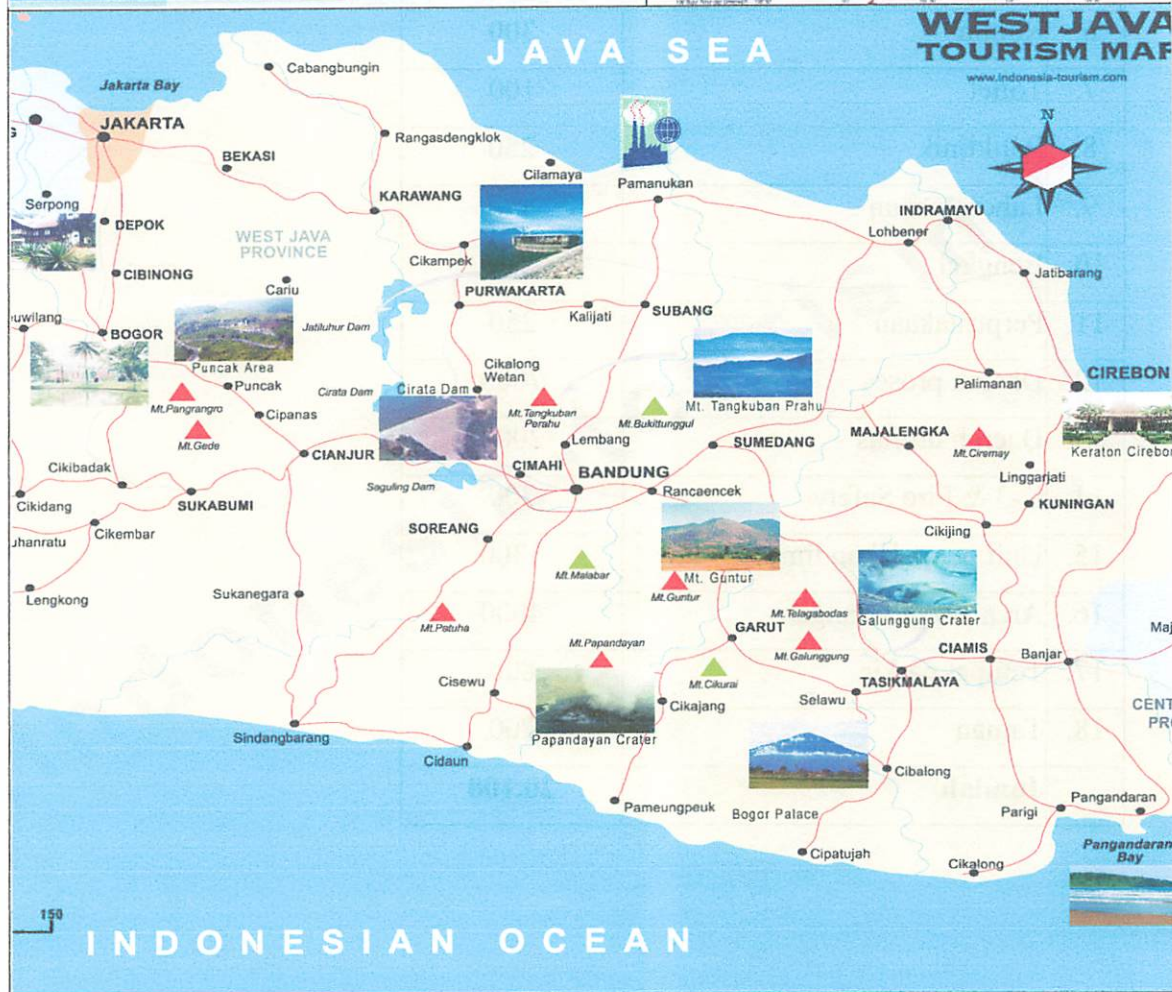 WESTJAVA
TOURISM MAP
www.indonesia-tourism.com
JAVA SEA
N
Jakarta Bay
Cabangbungin
JAKARTA
Rangasdengklok
BEKASI
Cilamaya
Pamanukan
Serpong
KARAWANG
INDRAMAYU
DEPOK
WEST JAVA
PROVINCE
Lohbener
Cikampek
CIBINONG
Cariu
Jatibarang
PURWAKARTA
Kalijati
SUBANG
uwilang
BOGOR
Jatiluhur Dam
Puncak Area
Puncak
Cirata Dam
Cirata Dam
Cikalong
Wetan
Palimanan
CIREBON
Mt.Pangrangro
Mt.Tangkuban
Perahu
Mt.Bukittunggul
Mt. Tangkuban Prahu
Cipanas
Mt.Gede
Lembang
SUMEDANG
MAJALENGKA
Mt.Ciremay
Keraton Cirebon
CIANJUR
Cikibadak
CIMAHI
BANDUNG
Linggarjati
Saguling Dam
Cikidang
SUKABUMI
Rancaencek
KUNINGAN
Cikembar
SOREANG
Cikijing
uhanratu
Mt.Malabar
Mt. Guntur
Mt.Guntur
Lengkong
Sukanegara
Mt.Patuha
Mt.Telagabodas
Galunggung Crater
Mt.Papandayan
GARUT
Mt.Galunggung
CIAMIS
Banjar
Maj
Cisewu
Mt.Cikurai
TASIKMALAYA
Cikajang
Selawu
CENT
PRO
Sindangbarang
Papandayan Crater
Cidaun
Cibalong
Pameungpeuk
Bogor Palace
Parigi
Pangandaran
Cipatujah
Cikalong
Pangandaran
Bay
150
INDONESIAN OCEAN